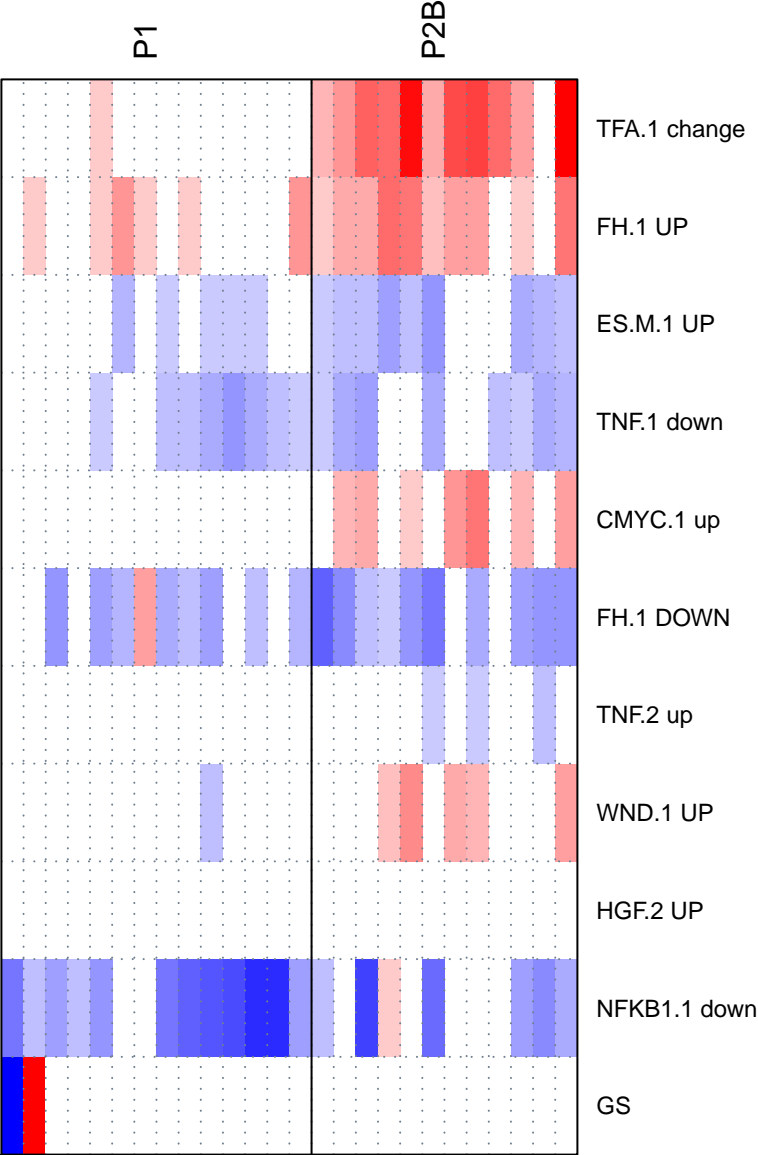 P1
P2B
TFA.1 change
FH.1 UP
ES.M.1 UP
TNF.1 down
CMYC.1 up
FH.1 DOWN
TNF.2 up
WND.1 UP
HGF.2 UP
NFKB1.1 down
GS